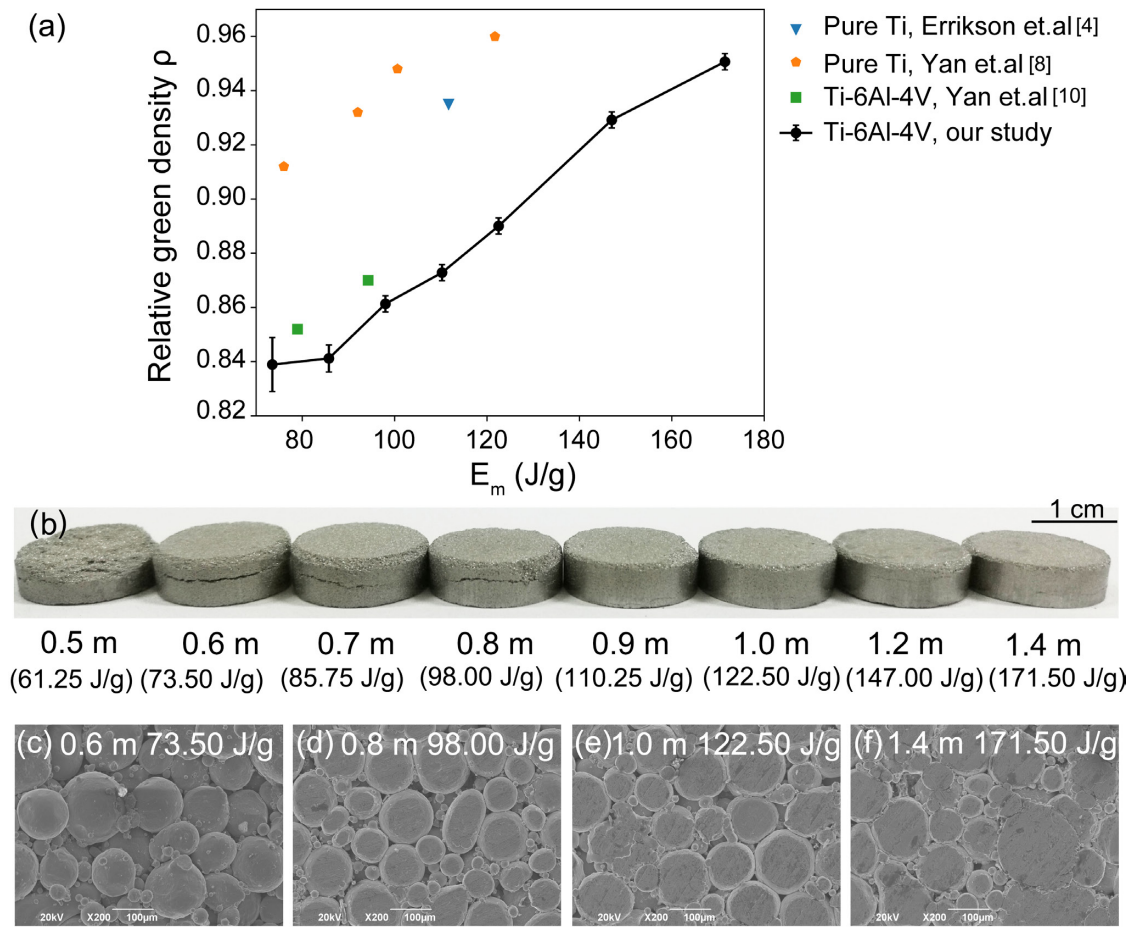 (a)
Pure Ti, Errikson et.al[4]
Pure Ti, Yan et.al[8]
Ti-6Al-4V, Yan et.al[10]
Ti-6Al-4V, our study
Relative green density ρ
0.96
0.94
0.92
0.90
0.88
0.86
0.84
0.82
80 100 120 140 160 180
Em (J/g)
(b)
1 cm
0.5 m 0.6 m 0.7 m 0.8 m 0.9 m 1.0 m 1.2 m 1.4 m
(61.25 J/g) (73.50 J/g) (85.75 J/g) (98.00 J/g) (110.25 J/g) (122.50 J/g) (147.00 J/g) (171.50 J/g)
(c) 0.6 m 73.50 J/g
20kV X200 100μm
(d) 0.8 m 98.00 J/g
20kV X200 100μm
(e) 1.0 m 122.50 J/g
20kV X200 100μm
(f) 1.4 m 171.50 J/g
20kV X200 100μm